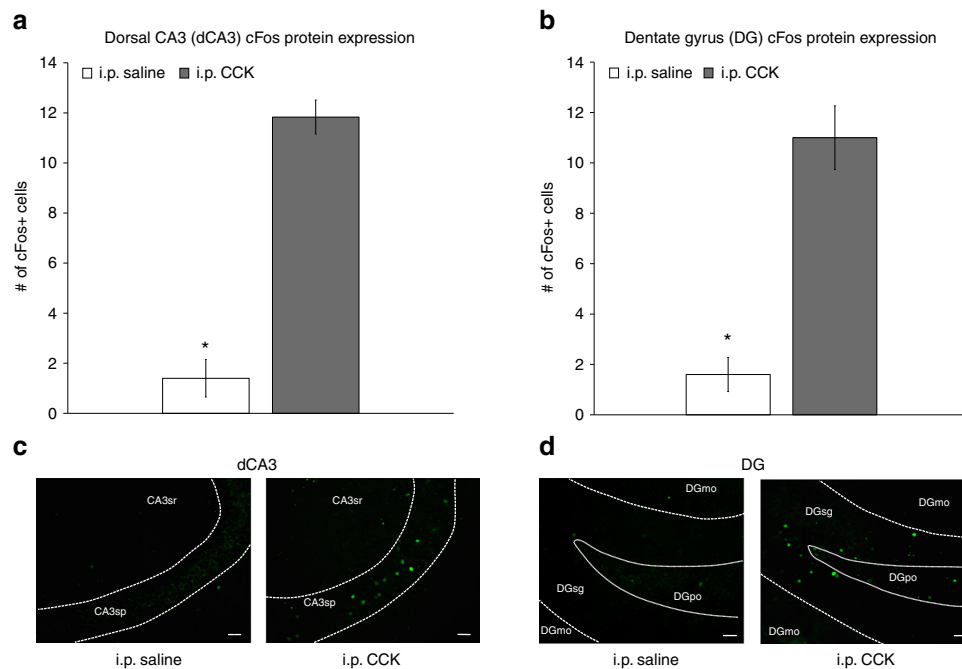 a
Dorsal CA3 (dCA3) cFos protein expression
i.p. saline i.p. CCK
# of cFos+ cells
14
12
10
8
6
4
2
0
*
b
Dentate gyrus (DG) cFos protein expression
i.p. saline i.p. CCK
# of cFos+ cells
14
12
10
8
6
4
2
0
*
c
dCA3
CA3sr
CA3sp
i.p. saline
CA3sr
CA3sp
i.p. CCK
d
DG
DGmo
DGsg
DGpo
DGmo
i.p. saline
DGmo
DGsg
DGpo
DGmo
i.p. CCK